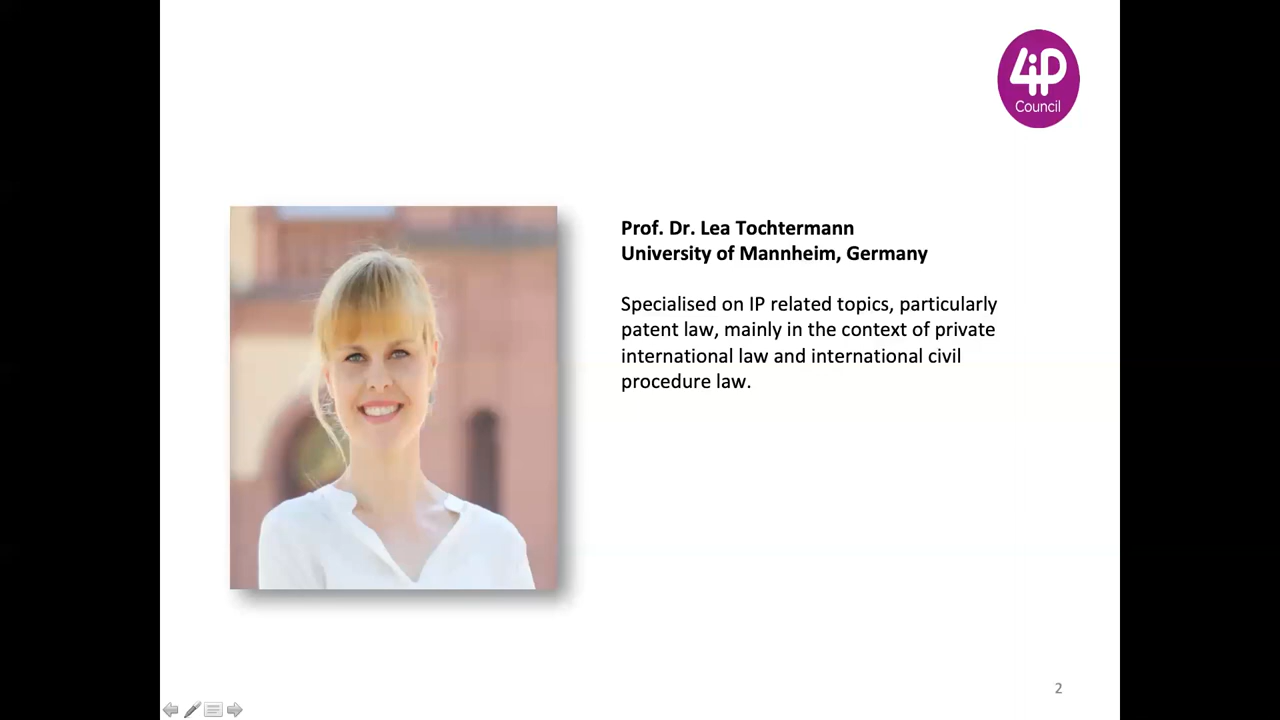 4iP
Council
Prof. Dr. Lea Tochtermann
University of Mannheim, Germany
Specialised on IP related topics, particularly
patent law, mainly in the context of private
international law and international civil
procedure law.
2